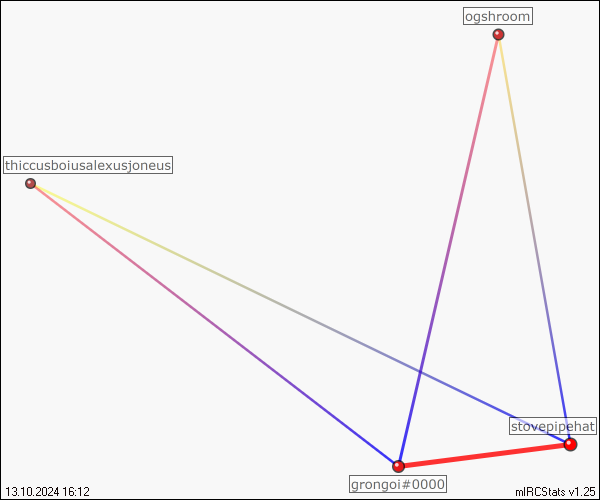 ogshroom
thiccusboiusalexusjoneus
stovepipehat
grongoi#0000
13.10.2024 16:12
mIRCStats v1.25